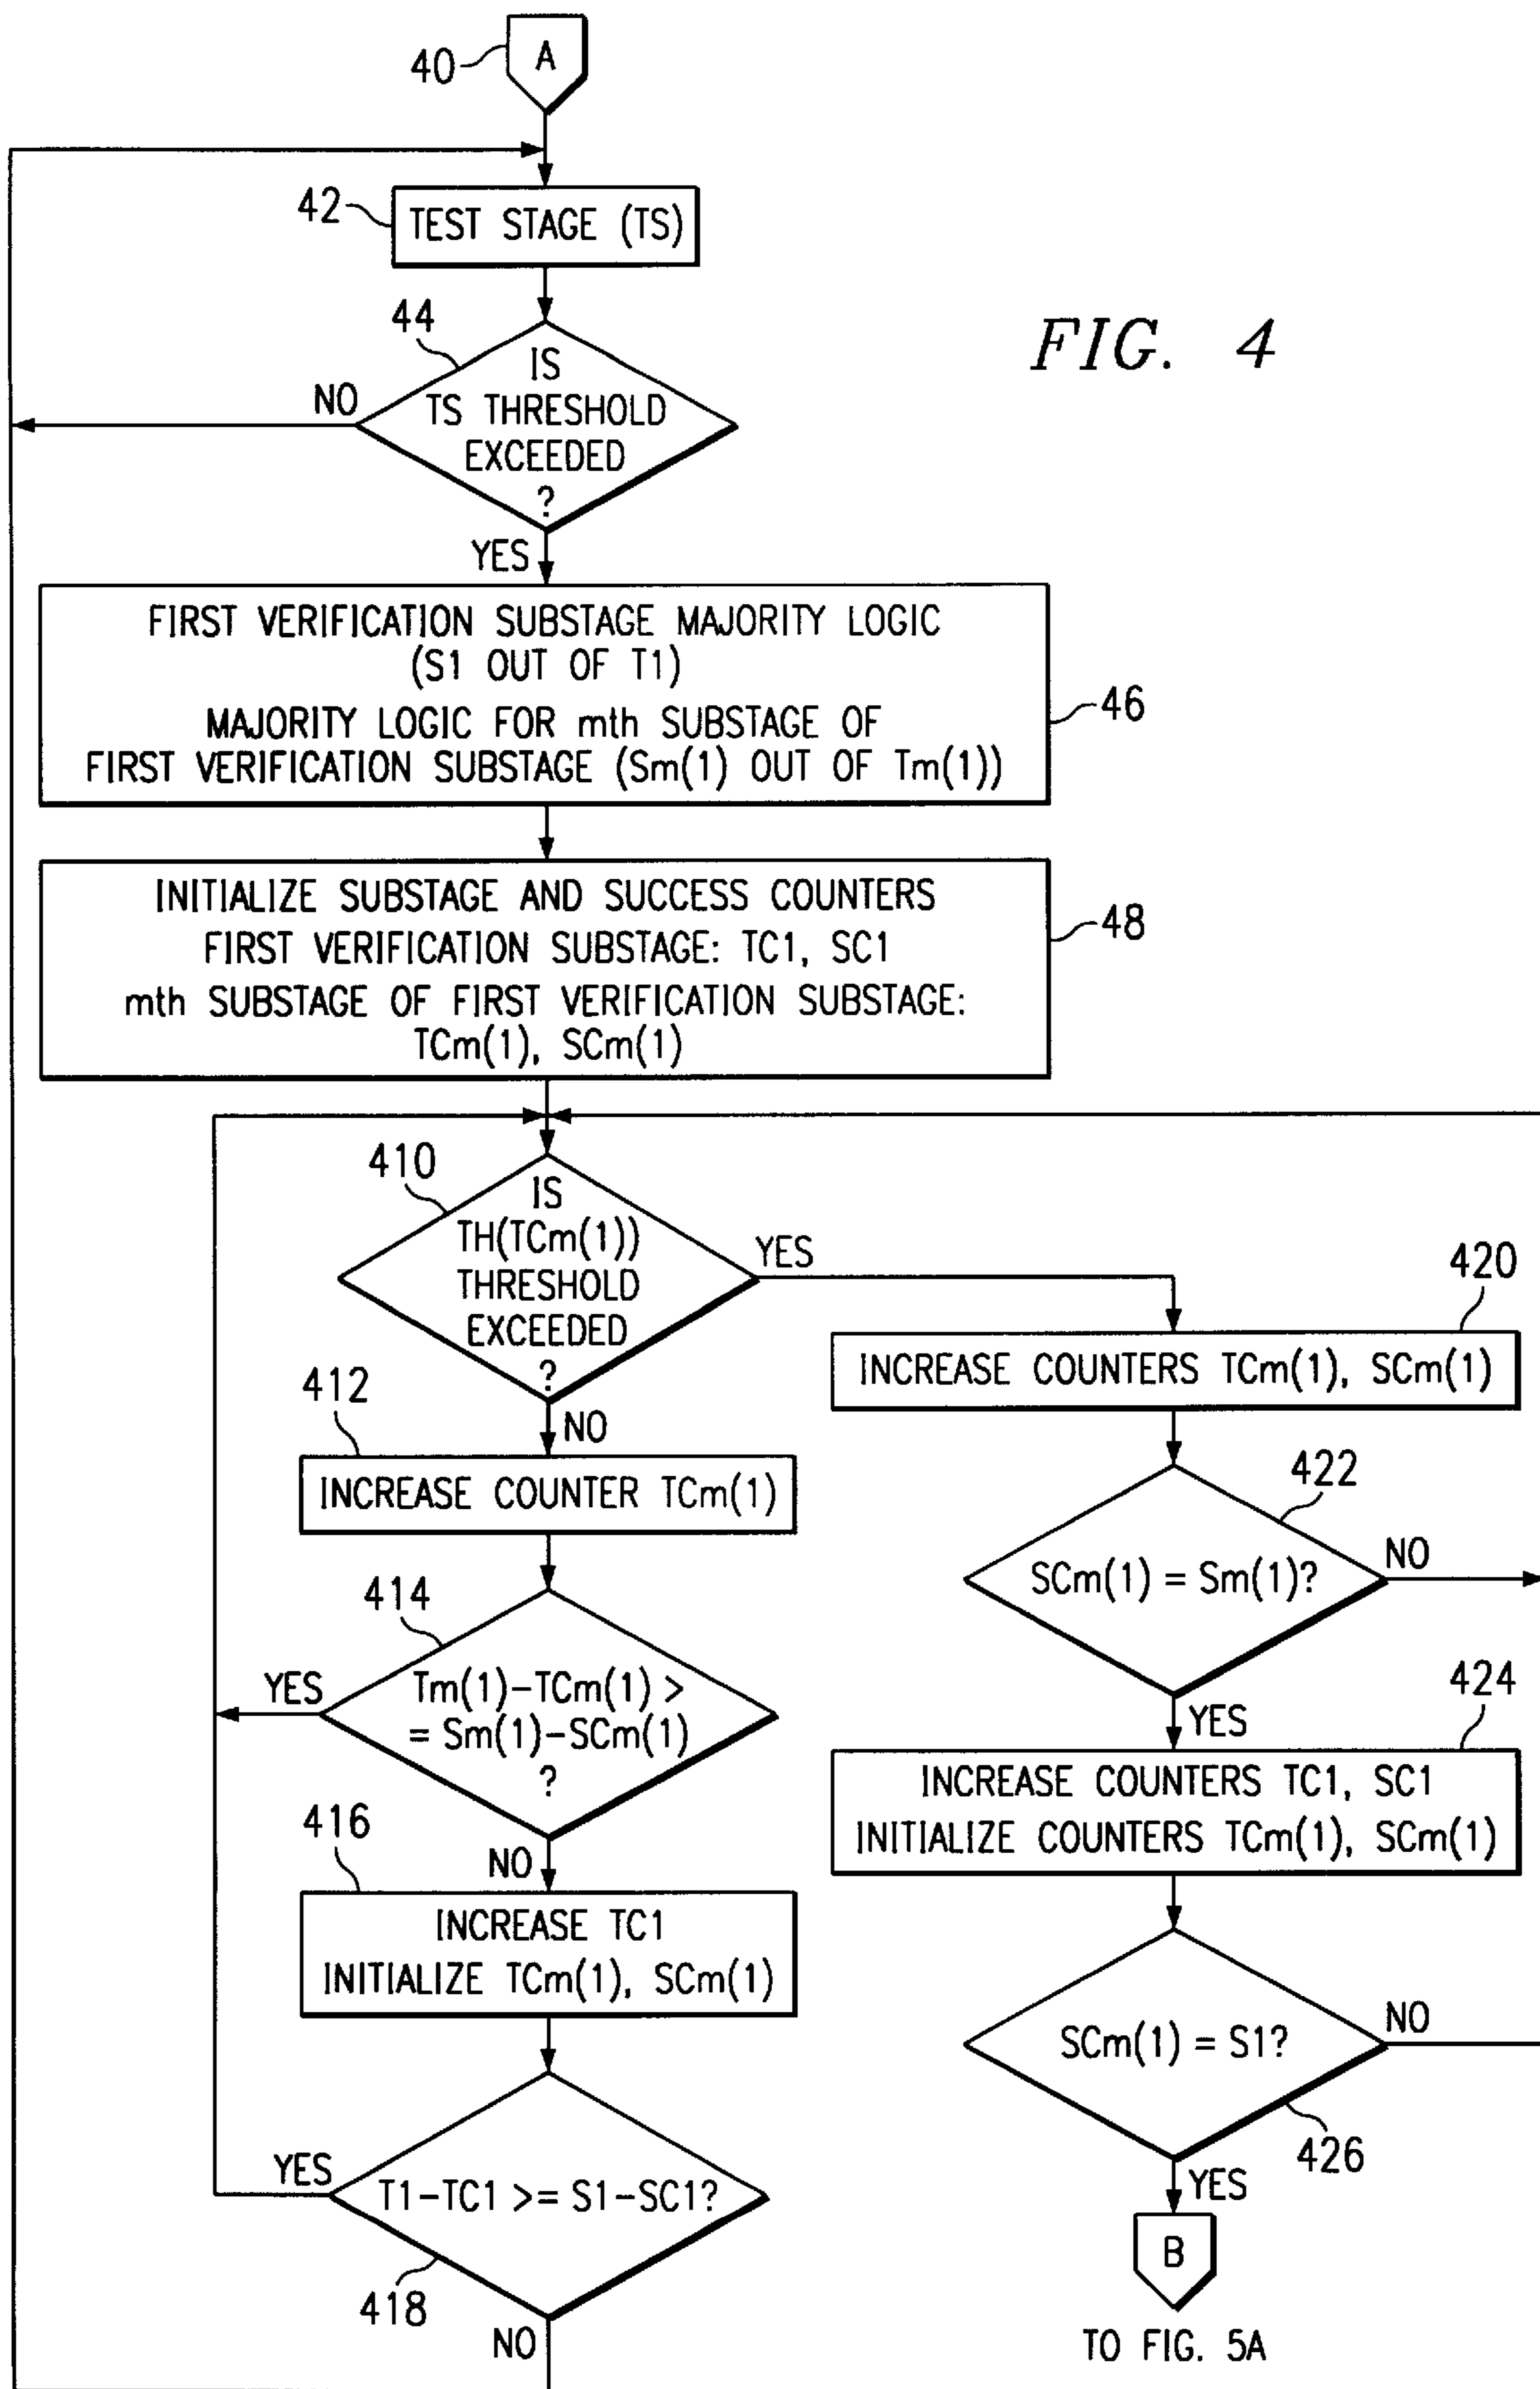 40
A
42
TEST STAGE (TS)
FIG. 4
44
IS
TS THRESHOLD
EXCEEDED
?
NO
YES
FIRST VERIFICATION SUBSTAGE MAJORITY LOGIC
(S1 OUT OF T1)
MAJORITY LOGIC FOR mth SUBSTAGE OF
FIRST VERIFICATION SUBSTAGE (Sm(1) OUT OF Tm(1))
46
INITIALIZE SUBSTAGE AND SUCCESS COUNTERS
FIRST VERIFICATION SUBSTAGE: TC1, SC1
mth SUBSTAGE OF FIRST VERIFICATION SUBSTAGE:
TCm(1), SCm(1)
48
410
IS
TH(TCm(1))
THRESHOLD
EXCEEDED
?
YES
NO
412
INCREASE COUNTER TCm(1)
414
Tm(1)-TCm(1) >
= Sm(1)-SCm(1)
?
YES
NO
416
INCREASE TC1
INITIALIZE TCm(1), SCm(1)
T1-TC1 >= S1-SC1?
YES
418
NO
420
INCREASE COUNTERS TCm(1), SCm(1)
422
SCm(1) = Sm(1)?
NO
YES
424
INCREASE COUNTERS TC1, SC1
INITIALIZE COUNTERS TCm(1), SCm(1)
SCm(1) = S1?
NO
426
YES
B
TO FIG. 5A